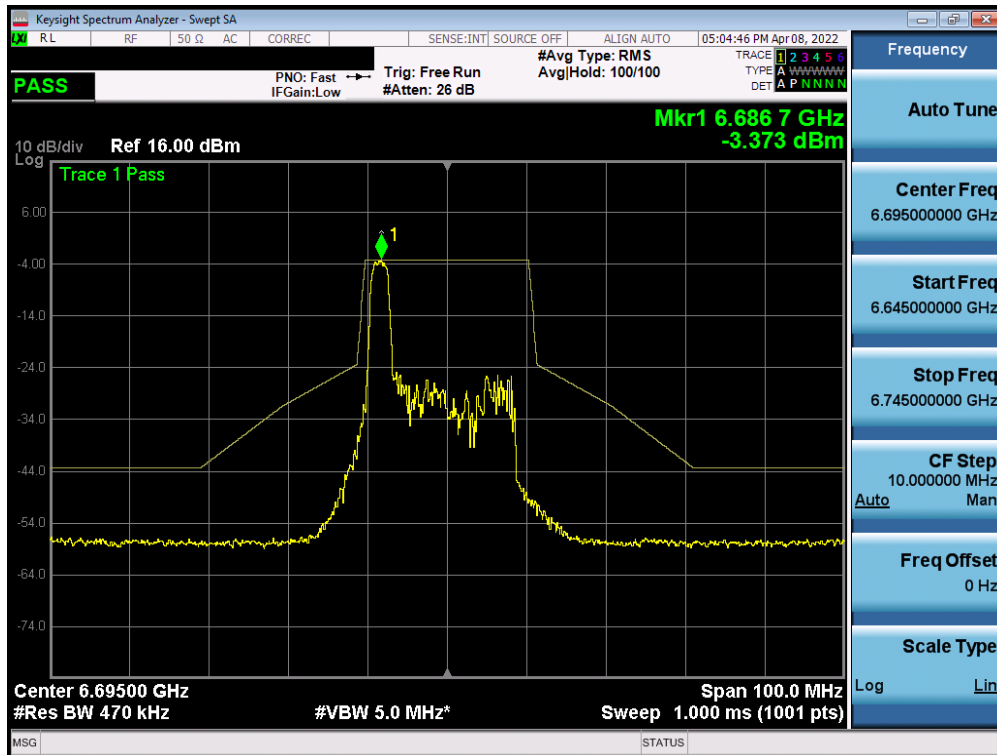 Keysight Spectrum Analyzer - Swept SA
LXI RL RF 50 Ω AC CORREC SENSE:INT SOURCE OFF ALIGN AUTO 05:04:46 PM Apr 08, 2022
Frequency
PASS
PNO: Fast
IFGain:Low
Trig: Free Run
#Atten: 26 dB
#Avg Type: RMS
Avg|Hold: 100/100
TRACE 1 2 3 4 5 6
TYPE A WWWWW
DET A P N N N N
Mkr1 6.686 7 GHz
-3.373 dBm
10 dB/div Ref 16.00 dBm
Log
Trace 1 Pass
1
6.00
-4.00
-14.0
-24.0
-34.0
-44.0
-54.0
-64.0
-74.0
Center 6.69500 GHz Span 100.0 MHz
#Res BW 470 kHz #VBW 5.0 MHz* Sweep 1.000 ms (1001 pts)
Auto Tune
Center Freq
6.695000000 GHz
Start Freq
6.645000000 GHz
Stop Freq
6.745000000 GHz
CF Step
10.000000 MHz
Auto Man
Freq Offset
0 Hz
Scale Type
Log Lin
MSG STATUS